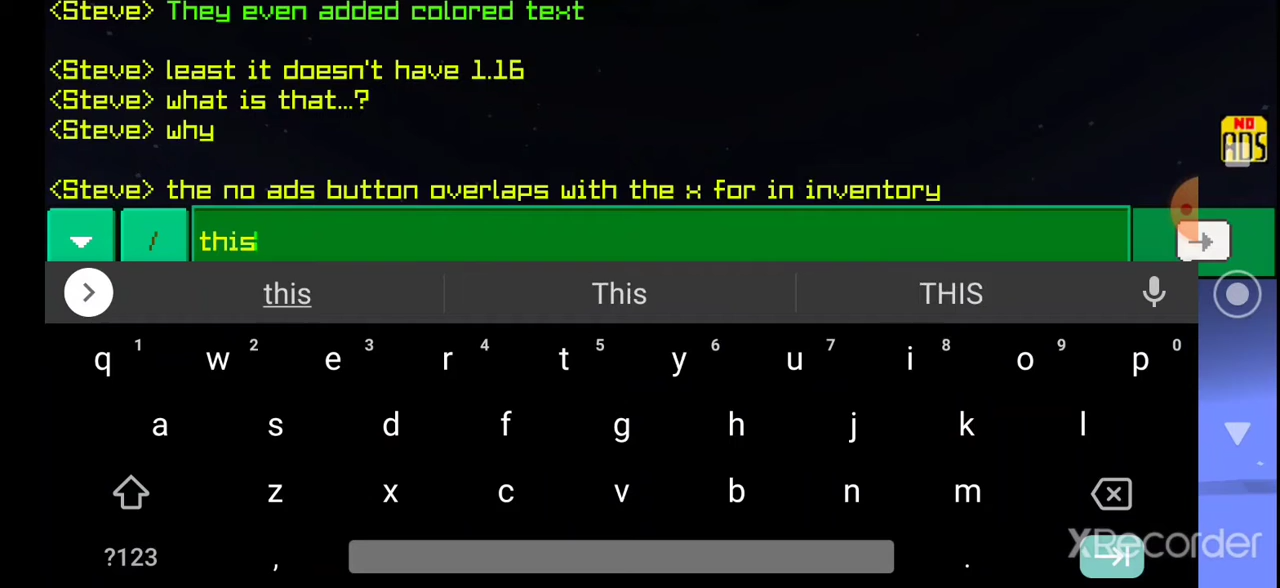 <Steve> They even added colored text
<Steve> least it doesn't have 1.16
<Steve> what is that...?
<Steve> why
<Steve> the no ads button overlaps with the x for in inventory
NO
ADS
/ this
this This THIS
q 1 w 2 e 3 r 4 t 5 y 6 u 7 i 8 o 9 p 0
a s d f g h j k l
z x c v b n m
?123 , .
XRecorder